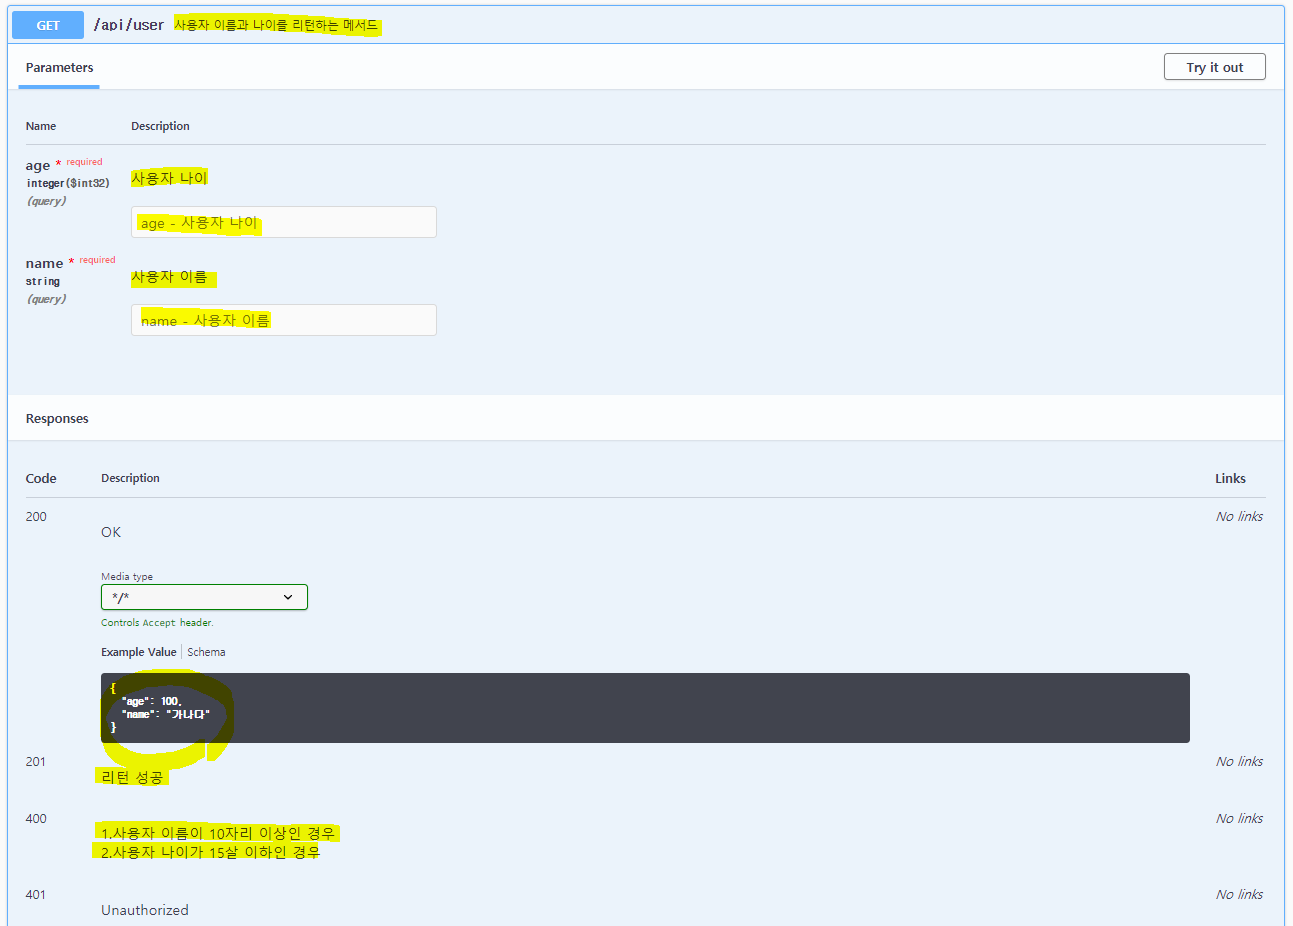 GET /api/user 사용자 이름과 나이를 리턴하는 메서드
Parameters Try it out
Name Description
age * required
integer($int32)
(query)
사용자 나이
age - 사용자 나이
name * required
string
(query)
사용자 이름
name - 사용자 이름
Responses
Code Description Links
200 No links
OK
Media type
*/*
Controls Accept header.
Example Value Schema
{
"age": 100,
"name": "가나다"
}
201 No links
리턴 성공
400 No links
1.사용자 이름이 10자리 이상인 경우
2.사용자 나이가 15살 이하인 경우
401 No links
Unauthorized